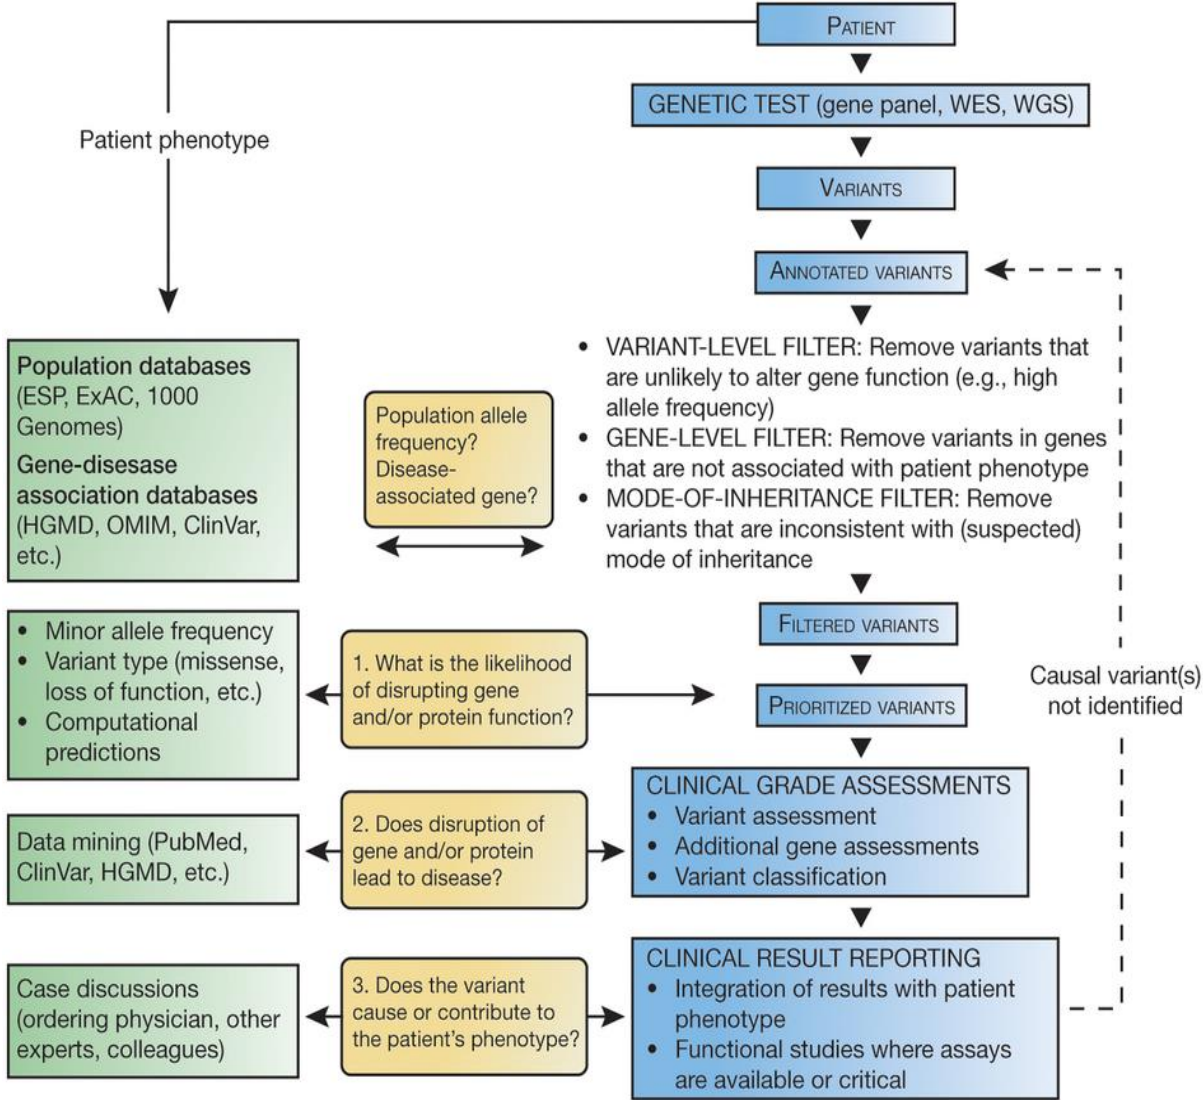 PATIENT
GENETIC TEST (gene panel, WES, WGS)
Patient phenotype
VARIANTS
ANNOTATED VARIANTS
• VARIANT-LEVEL FILTER: Remove variants that
are unlikely to alter gene function (e.g., high
allele frequency)
• GENE-LEVEL FILTER: Remove variants in genes
that are not associated with patient phenotype
• MODE-OF-INHERITANCE FILTER: Remove
variants that are inconsistent with (suspected)
mode of inheritance
Population databases
(ESP, ExAC, 1000
Genomes)
Gene-disesase
association databases
(HGMD, OMIM, ClinVar,
etc.)
Population allele
frequency?
Disease-
associated gene?
FILTERED VARIANTS
PRIORITIZED VARIANTS
• Minor allele frequency
• Variant type (missense,
loss of function, etc.)
• Computational
predictions
1. What is the likelihood
of disrupting gene
and/or protein function?
Causal variant(s)
not identified
Data mining (PubMed,
ClinVar, HGMD, etc.)
2. Does disruption of
gene and/or protein
lead to disease?
CLINICAL GRADE ASSESSMENTS
• Variant assessment
• Additional gene assessments
• Variant classification
Case discussions
(ordering physician, other
experts, colleagues)
3. Does the variant
cause or contribute to
the patient's phenotype?
CLINICAL RESULT REPORTING
• Integration of results with patient
phenotype
• Functional studies where assays
are available or critical